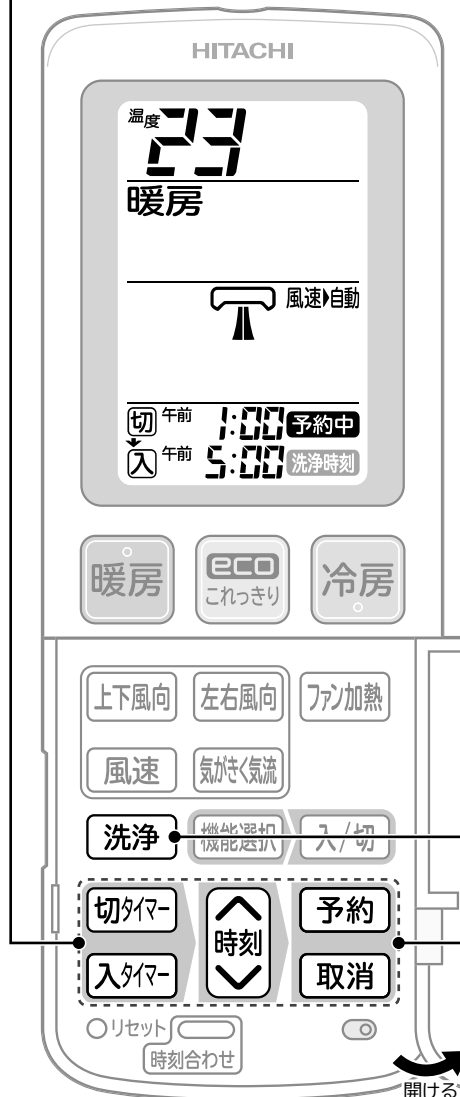 HITACHI
温度 23
暖房
風速 自動
切 午前 1:00 予約中
入 午前 5:00 洗浄時刻
暖房
eco これっきり
冷房
上下風向 左右風向 ファン加熱
風速 気がきく気流
洗浄 機能選択 入/切
切タイマー 時刻 予約
入タイマー 取消
リセット
時刻合わせ
開ける